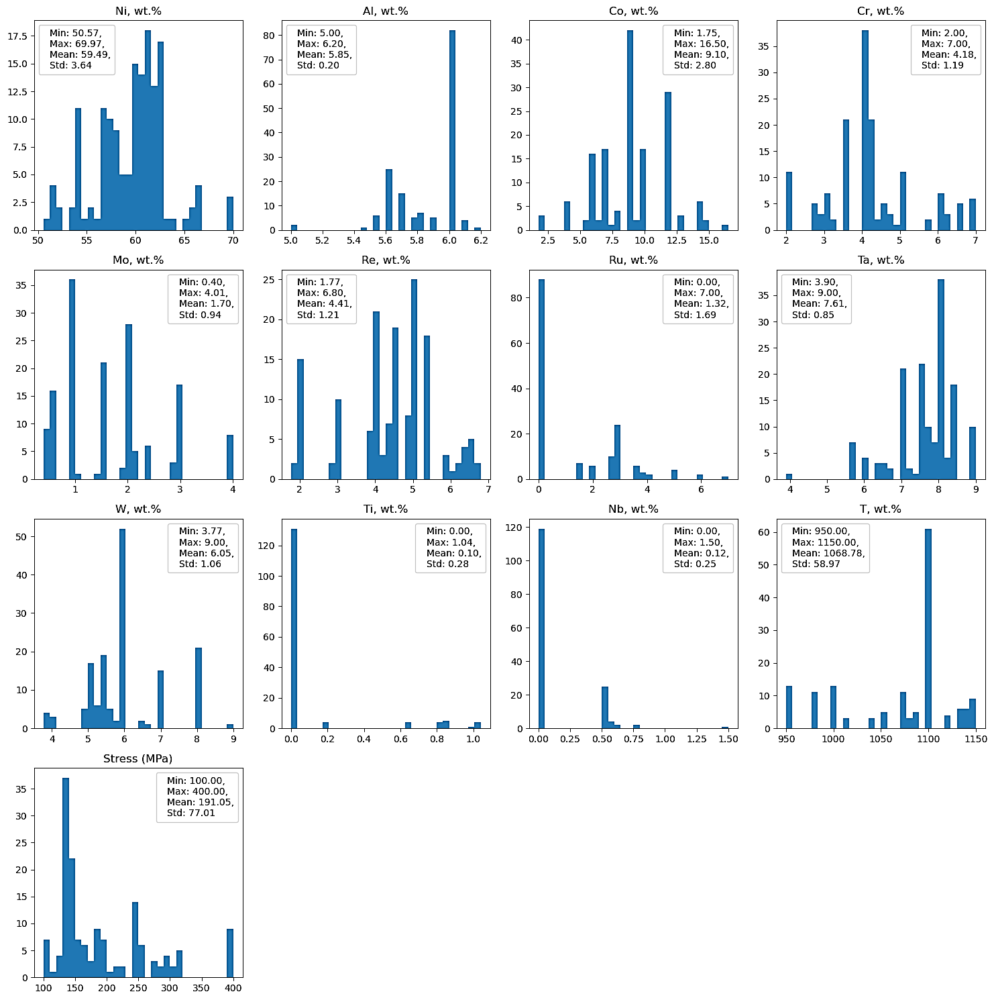 Ni, wt.%
Min: 50.57,
Max: 69.97,
Mean: 59.49,
Std: 3.64
17.5
15.0
12.5
10.0
7.5
5.0
2.5
0.0
50 55 60 65 70
Al, wt.%
Min: 5.00,
Max: 6.20,
Mean: 5.85,
Std: 0.20
80
70
60
50
40
30
20
10
0
5.0 5.2 5.4 5.6 5.8 6.0 6.2
Co, wt.%
Min: 1.75,
Max: 16.50,
Mean: 9.10,
Std: 2.80
40
35
30
25
20
15
10
5
0
2.5 5.0 7.5 10.0 12.5 15.0
Cr, wt.%
Min: 2.00,
Max: 7.00,
Mean: 4.18,
Std: 1.19
35
30
25
20
15
10
5
0
2 3 4 5 6 7
Mo, wt.%
Min: 0.40,
Max: 4.01,
Mean: 1.70,
Std: 0.94
35
30
25
20
15
10
5
0
1 2 3 4
Re, wt.%
Min: 1.77,
Max: 6.80,
Mean: 4.41,
Std: 1.21
25
20
15
10
5
0
2 3 4 5 6 7
Ru, wt.%
Min: 0.00,
Max: 7.00,
Mean: 1.32,
Std: 1.69
80
60
40
20
0
0 2 4 6
Ta, wt.%
Min: 3.90,
Max: 9.00,
Mean: 7.61,
Std: 0.85
35
30
25
20
15
10
5
0
4 5 6 7 8 9
W, wt.%
Min: 3.77,
Max: 9.00,
Mean: 6.05,
Std: 1.06
50
40
30
20
10
0
4 5 6 7 8 9
Ti, wt.%
Min: 0.00,
Max: 1.04,
Mean: 0.10,
Std: 0.28
120
100
80
60
40
20
0
0.0 0.2 0.4 0.6 0.8 1.0
Nb, wt.%
Min: 0.00,
Max: 1.50,
Mean: 0.12,
Std: 0.25
120
100
80
60
40
20
0
0.00 0.25 0.50 0.75 1.00 1.25 1.50
T, wt.%
Min: 950.00,
Max: 1150.00,
Mean: 1068.78,
Std: 58.97
60
50
40
30
20
10
0
950 1000 1050 1100 1150
Stress (MPa)
Min: 100.00,
Max: 400.00,
Mean: 191.05,
Std: 77.01
35
30
25
20
15
10
5
0
100 150 200 250 300 350 400